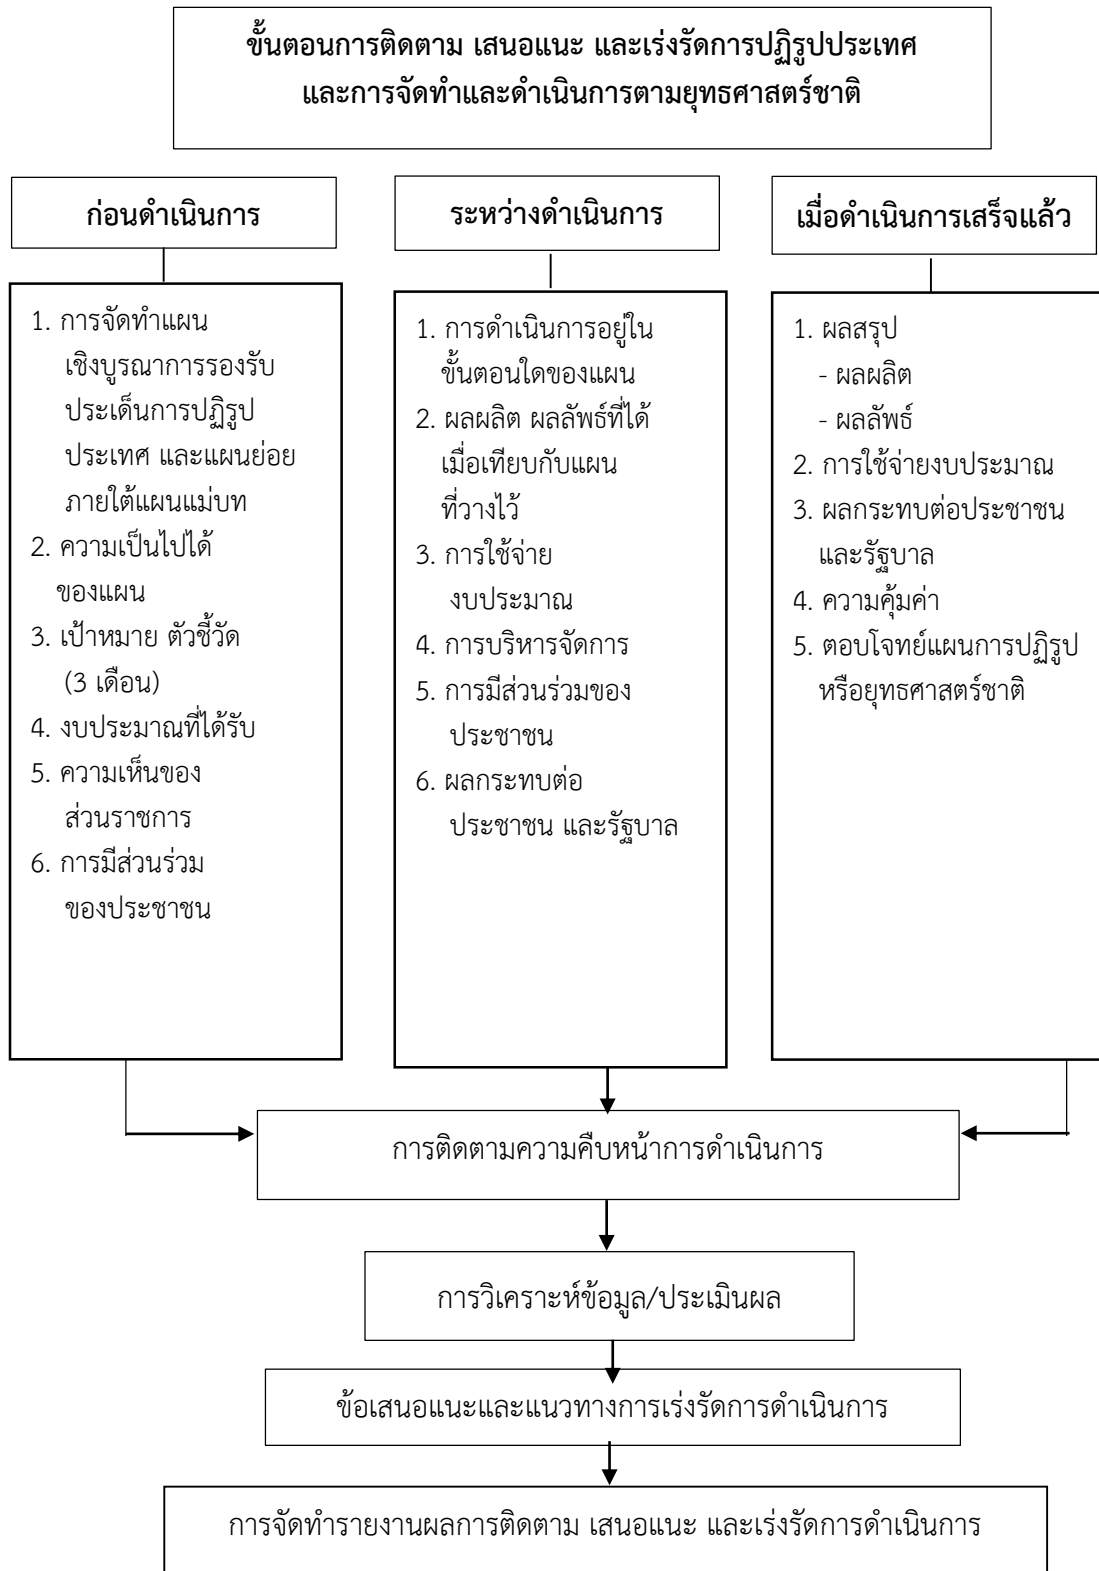 ขั้นตอนการติดตาม เสนอแนะ และเร่งรัดการปฏิรูปประเทศ
และการจัดทำและดำเนินการตามยุทธศาสตร์ชาติ
ก่อนดำเนินการ
1. การจัดทำแผน
เชิงบูรณาการรองรับ
ประเด็นการปฏิรูป
ประเทศ และแผนย่อย
ภายใต้แผนแม่บท
2. ความเป็นไปได้
ของแผน
3. เป้าหมาย ตัวชี้วัด
(3 เดือน)
4. งบประมาณที่ได้รับ
5. ความเห็นของ
ส่วนราชการ
6. การมีส่วนร่วม
ของประชาชน
ระหว่างดำเนินการ
1. การดำเนินการอยู่ใน
ขั้นตอนใดของแผน
2. ผลผลิต ผลลัพธ์ที่ได้
เมื่อเทียบกับแผน
ที่วางไว้
3. การใช้จ่าย
งบประมาณ
4. การบริหารจัดการ
5. การมีส่วนร่วมของ
ประชาชน
6. ผลกระทบต่อ
ประชาชน และรัฐบาล
เมื่อดำเนินการเสร็จแล้ว
1. ผลสรุป
- ผลผลิต
- ผลลัพธ์
2. การใช้จ่ายงบประมาณ
3. ผลกระทบต่อประชาชน
และรัฐบาล
4. ความคุ้มค่า
5. ตอบโจทย์แผนการปฏิรูป
หรือยุทธศาสตร์ชาติ
การติดตามความคืบหน้าการดำเนินการ
การวิเคราะห์ข้อมูล/ประเมินผล
ข้อเสนอแนะและแนวทางการเร่งรัดการดำเนินการ
การจัดทำรายงานผลการติดตาม เสนอแนะ และเร่งรัดการดำเนินการ